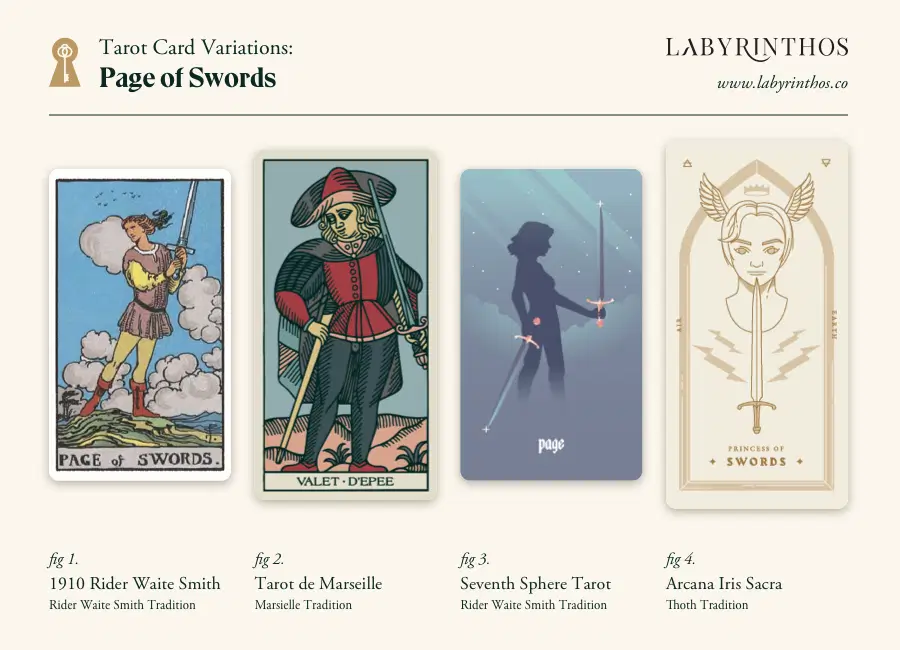 Tarot Card Variations:
Page of Swords
LABYRINTHOS
www.labyrinthos.co
PAGE of SWORDS.
VALET · D'EPEE
page
AIR
EARTH
PRINCESS OF
SWORDS
fig 1.
1910 Rider Waite Smith
Rider Waite Smith Tradition
fig 2.
Tarot de Marseille
Marsielle Tradition
fig 3.
Seventh Sphere Tarot
Rider Waite Smith Tradition
fig 4.
Arcana Iris Sacra
Thoth Tradition